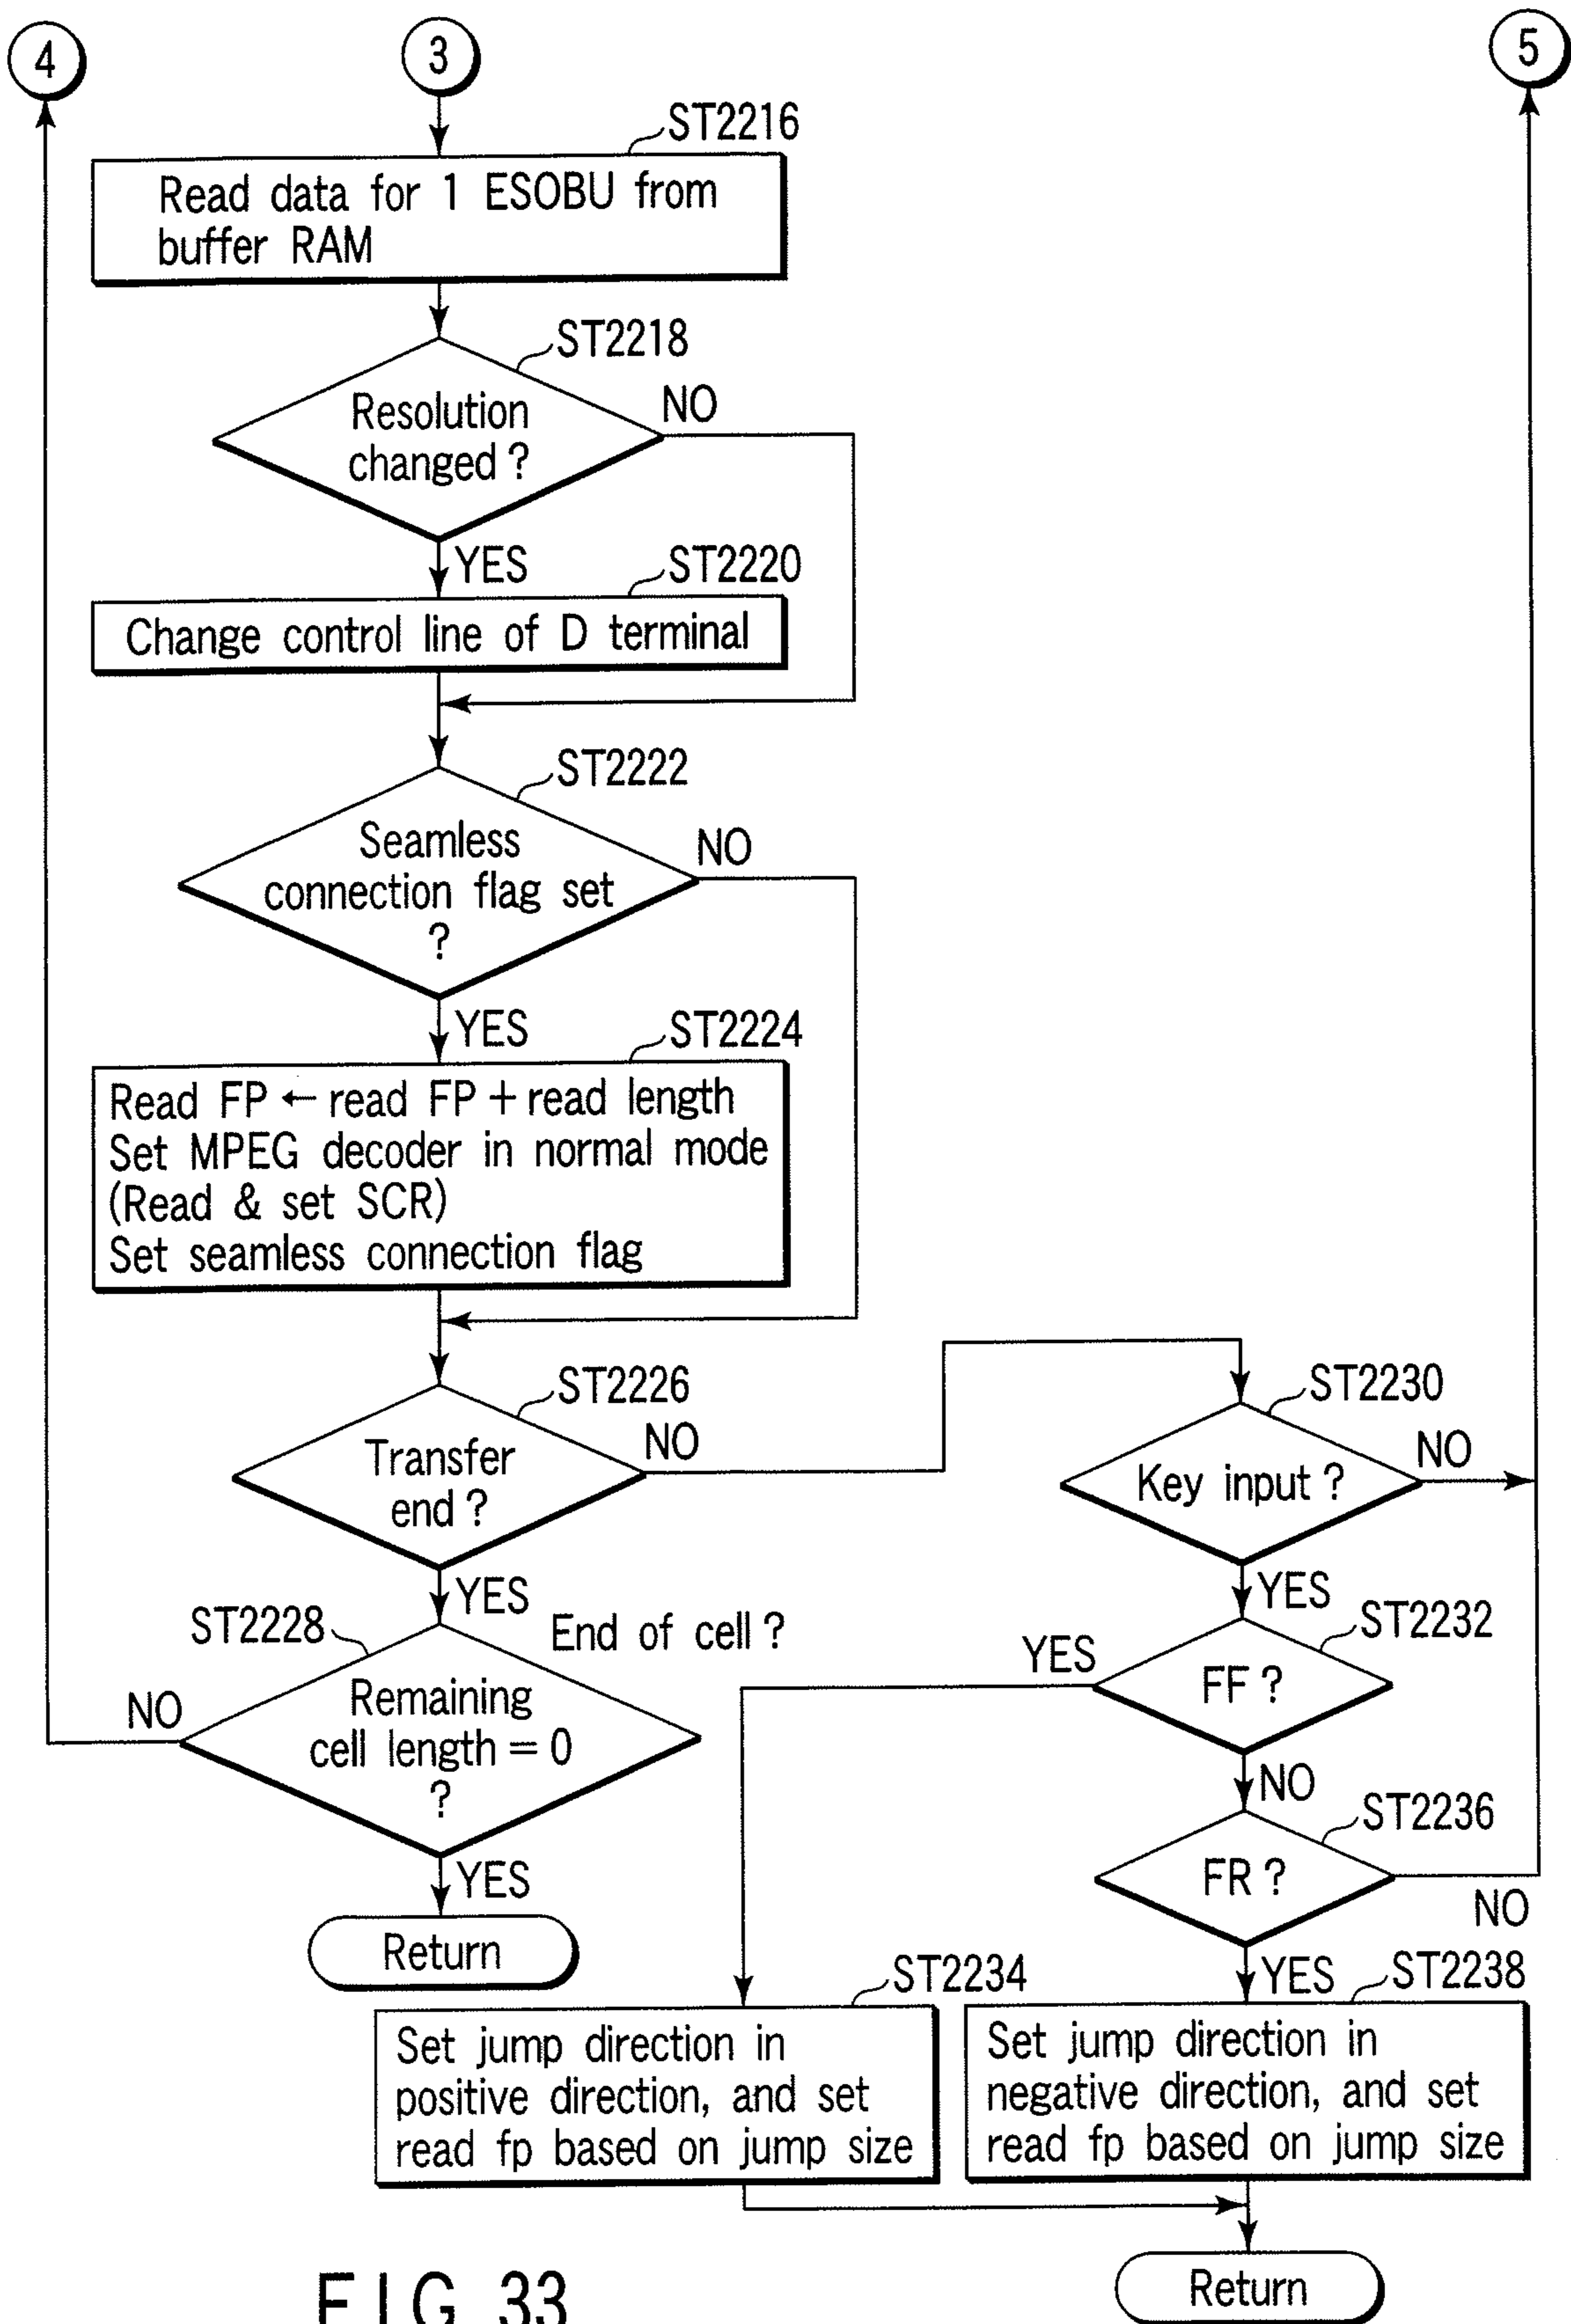 4
3
5
ST2216
Read data for 1 ESOBU from
buffer RAM
ST2218
Resolution
changed ?
NO
YES
ST2220
Change control line of D terminal
ST2222
Seamless
connection flag set
?
NO
YES
ST2224
Read FP ← read FP + read length
Set MPEG decoder in normal mode
(Read & set SCR)
Set seamless connection flag
ST2226
Transfer
end ?
NO
YES
ST2230
Key input ?
NO
YES
ST2228
End of cell ?
Remaining
cell length = 0
?
NO
YES
Return
ST2232
FF ?
YES
NO
ST2236
FR ?
NO
YES
ST2234
Set jump direction in
positive direction, and set
read fp based on jump size
ST2238
Set jump direction in
negative direction, and set
read fp based on jump size
Return
FIG. 33